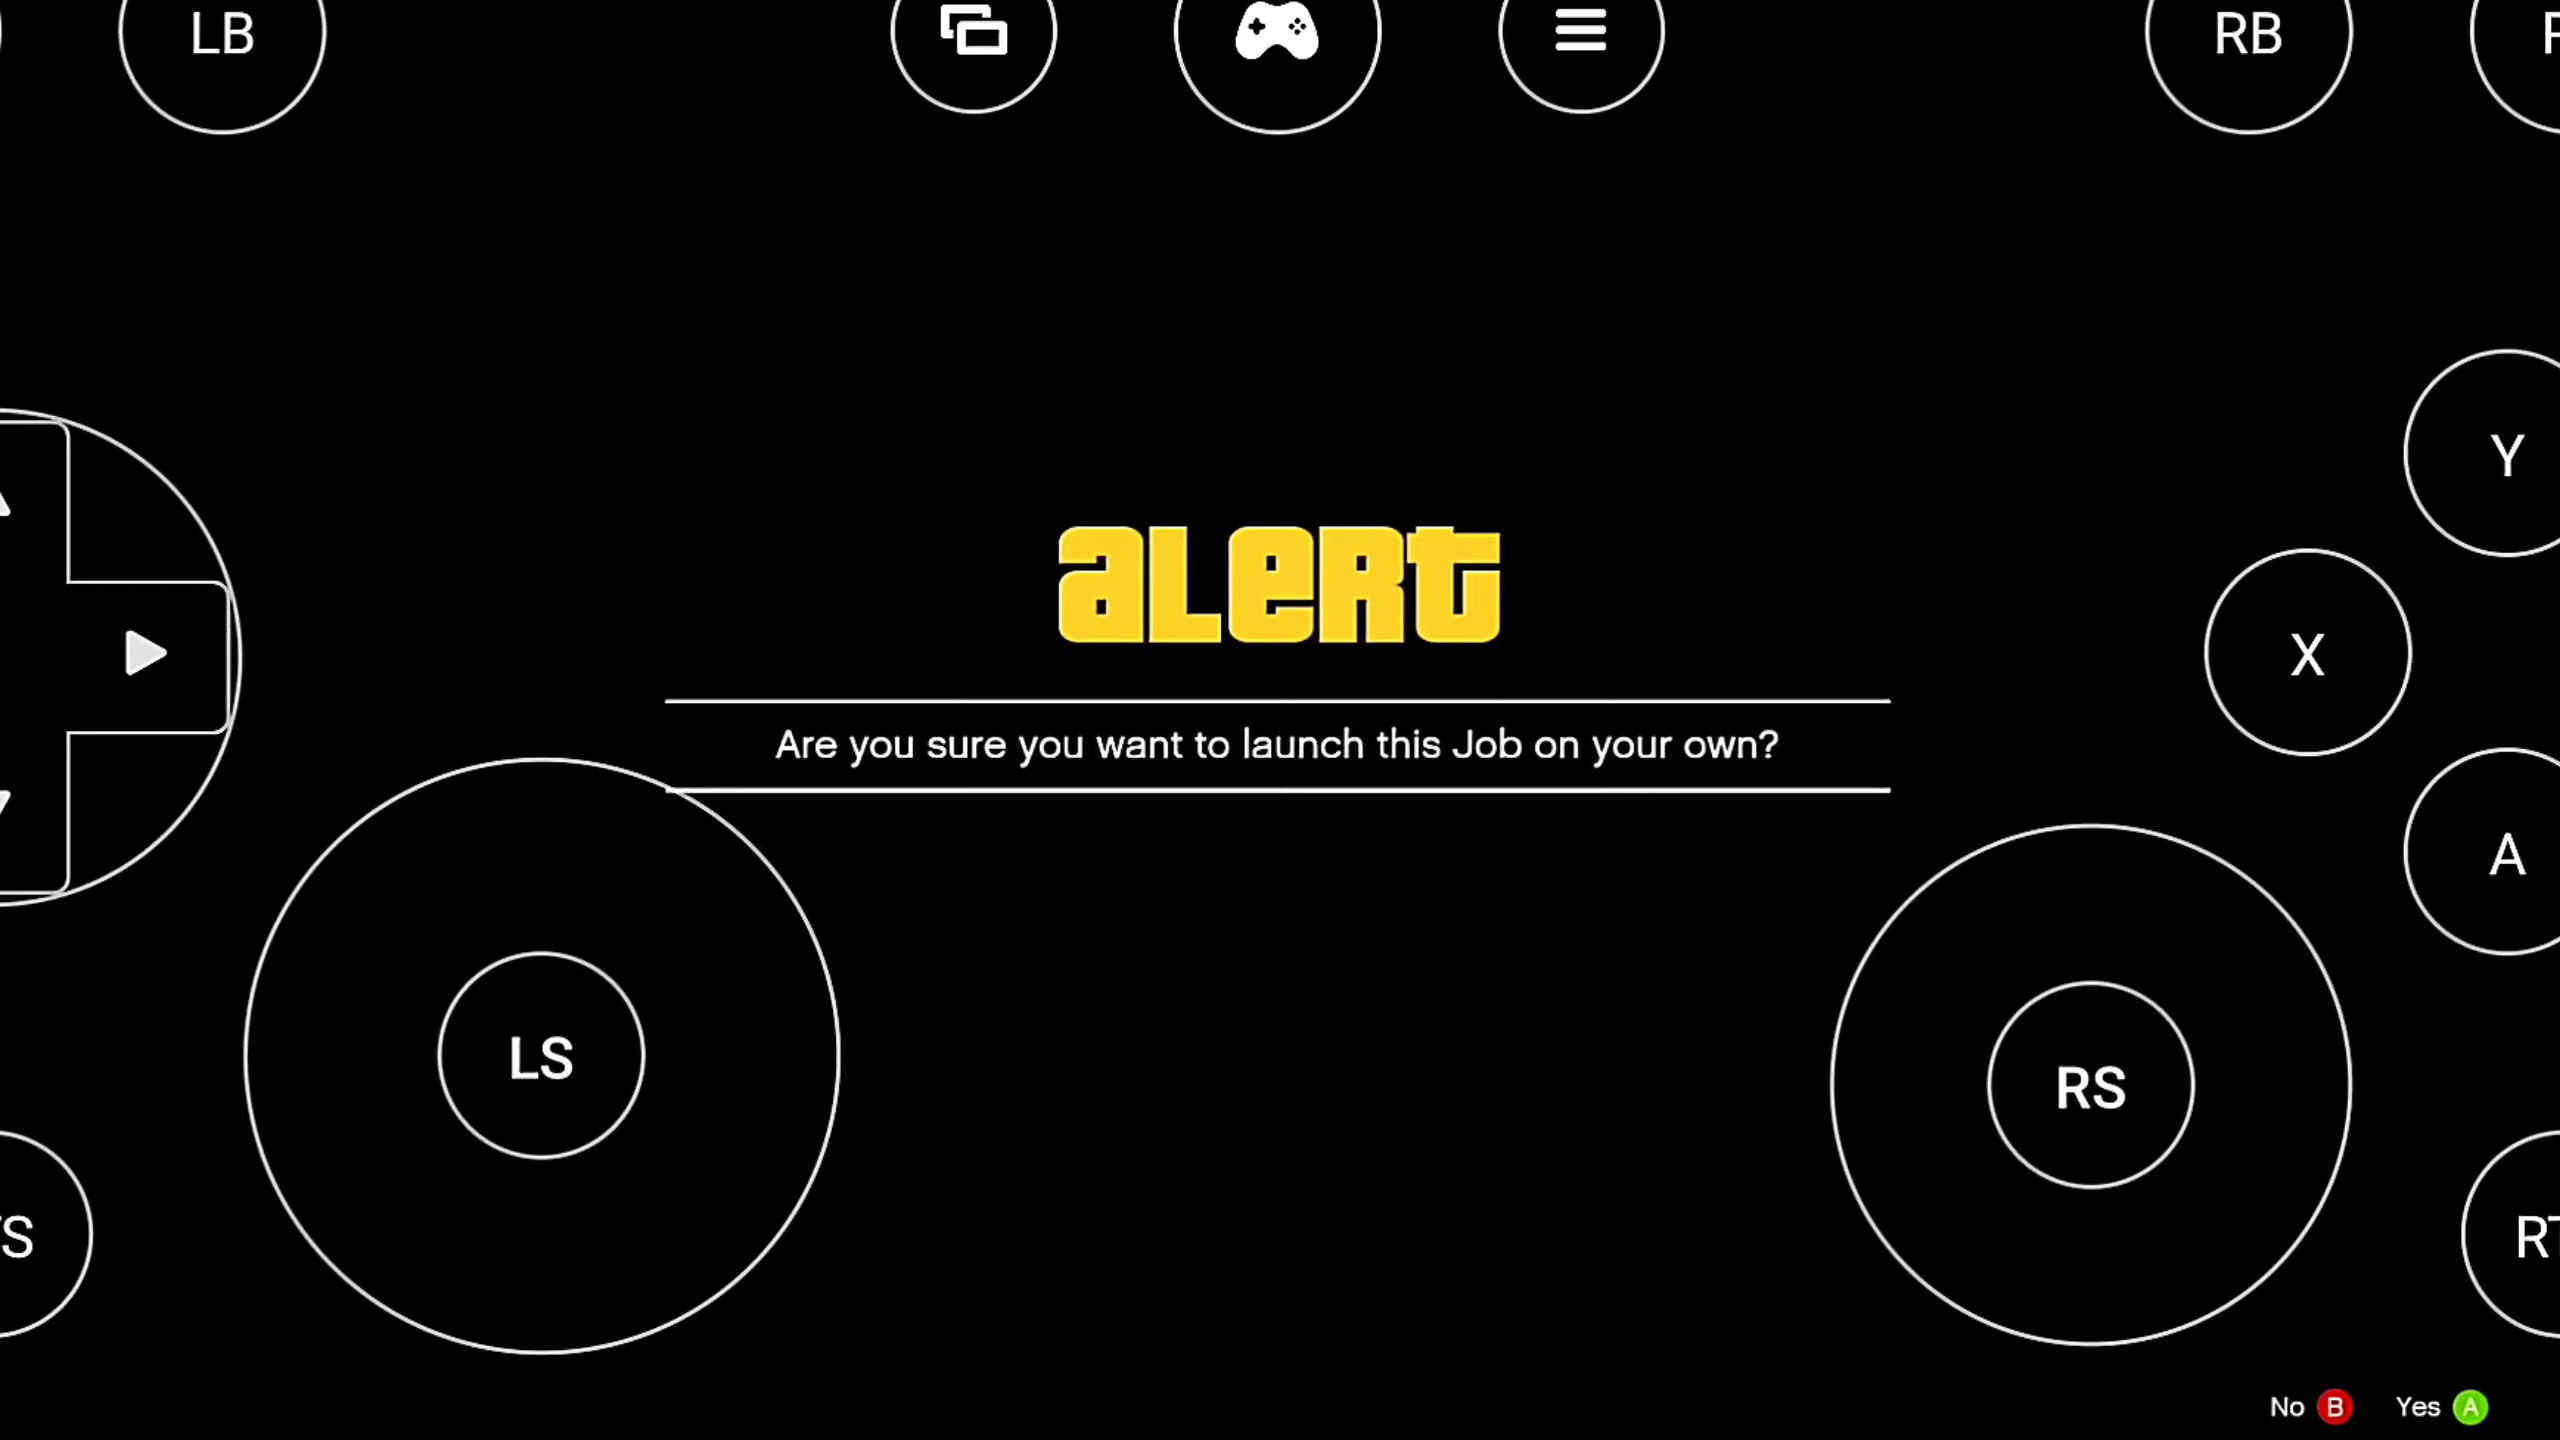 LB
RB
Y
X
aLeRt
Are you sure you want to launch this Job on your own?
A
LS
RS
No B Yes A